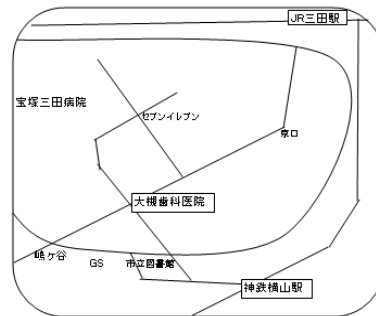 JR三田駅
宝塚三田病院
セブンイレブン
京口
大槻歯科医院
嶋ヶ谷
GS
市立図書館
神鉄横山駅